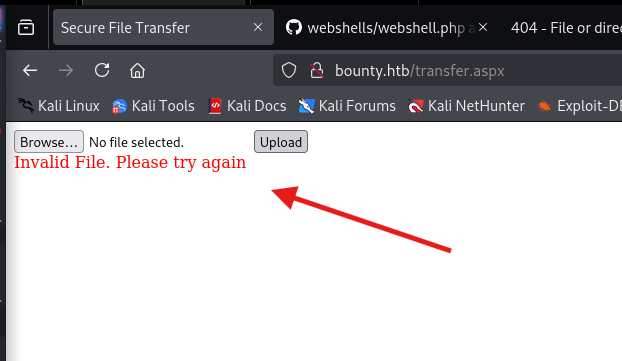 Secure File Transfer
webshells/webshell.php a
404 - File or direc
bounty.htb/transfer.aspx
Kali Linux Kali Tools Kali Docs Kali Forums Kali NetHunter Exploit-DB
Browse... No file selected. Upload
Invalid File. Please try again